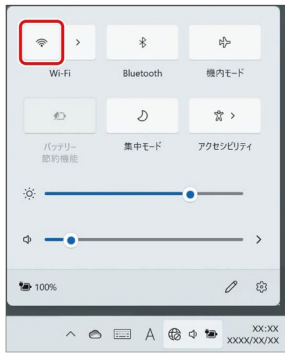 Wi-Fi
Bluetooth
機内モード
バッテリー
節約機能
集中モード
アクセシビリティ
100%
A
XX:XX
XXXX/XX/XX